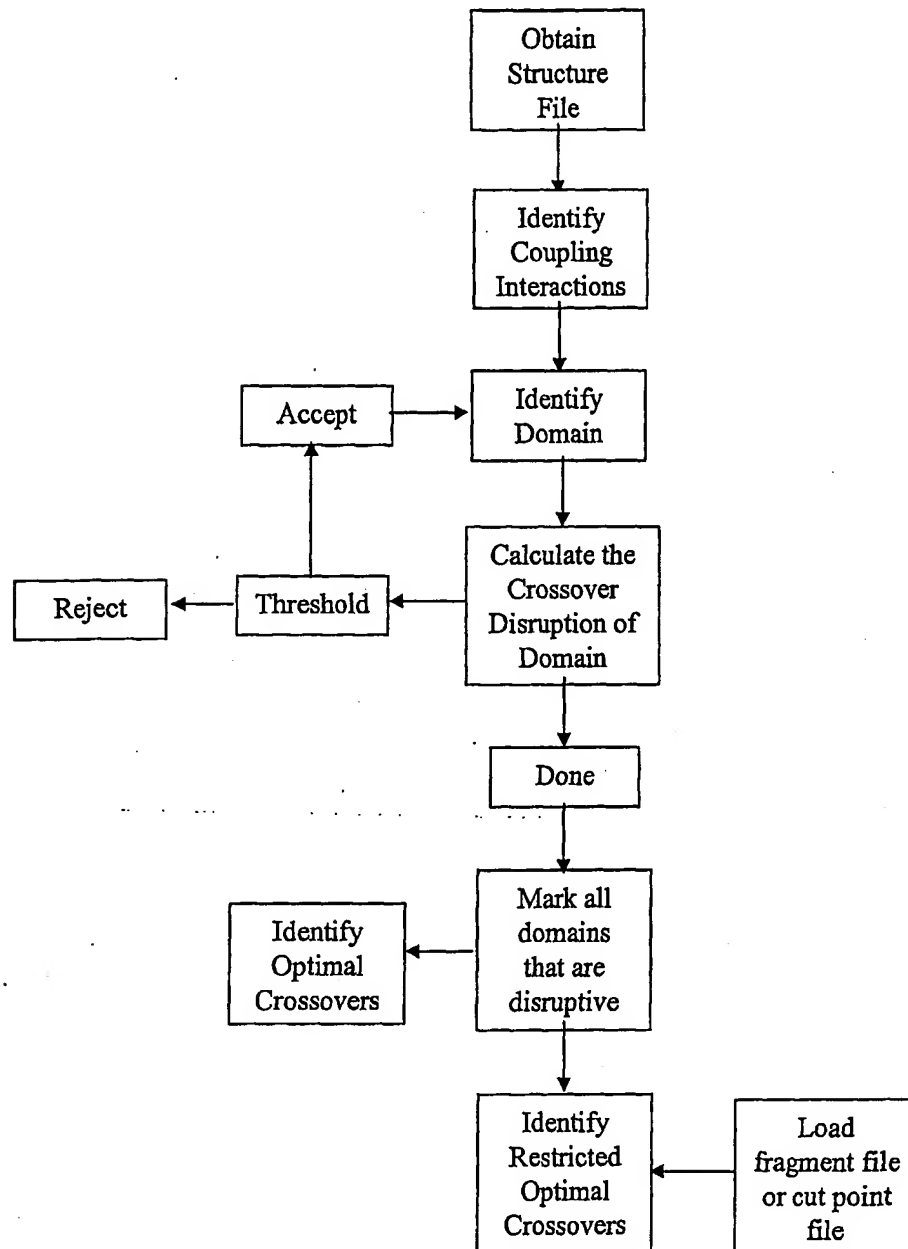 Obtain
Structure
File
Identify
Coupling
Interactions
Accept
Identify
Domain
Reject
Threshold
Calculate the
Crossover
Disruption of
Domain
Done
Identify
Optimal
Crossovers
Mark all
domains
that are
disruptive
Identify
Restricted
Optimal
Crossovers
Load
fragment file
or cut point
file